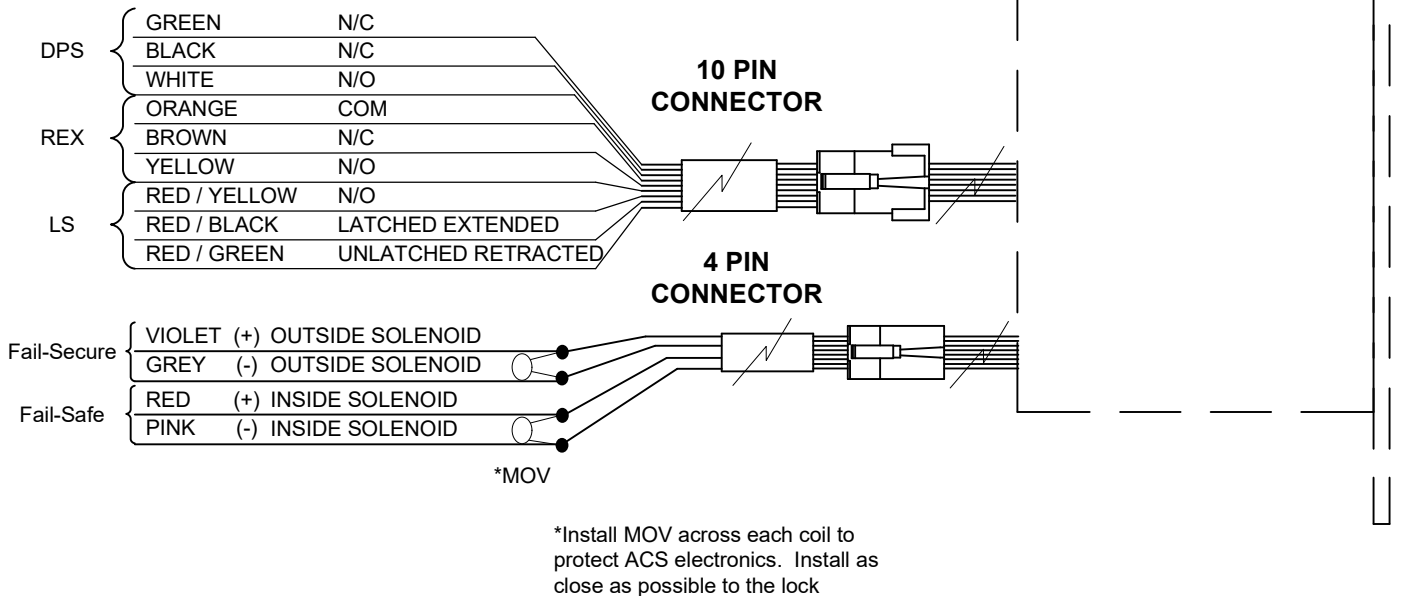 DPS
GREEN N/C
BLACK N/C
WHITE N/O
REX
ORANGE COM
BROWN N/C
YELLOW N/O
LS
RED / YELLOW N/O
RED / BLACK LATCHED EXTENDED
RED / GREEN UNLATCHED RETRACTED
10 PIN
CONNECTOR
4 PIN
CONNECTOR
Fail-Secure
VIOLET (+) OUTSIDE SOLENOID
GREY (-) OUTSIDE SOLENOID
Fail-Safe
RED (+) INSIDE SOLENOID
PINK (-) INSIDE SOLENOID
*MOV
*Install MOV across each coil to
protect ACS electronics. Install as
close as possible to the lock